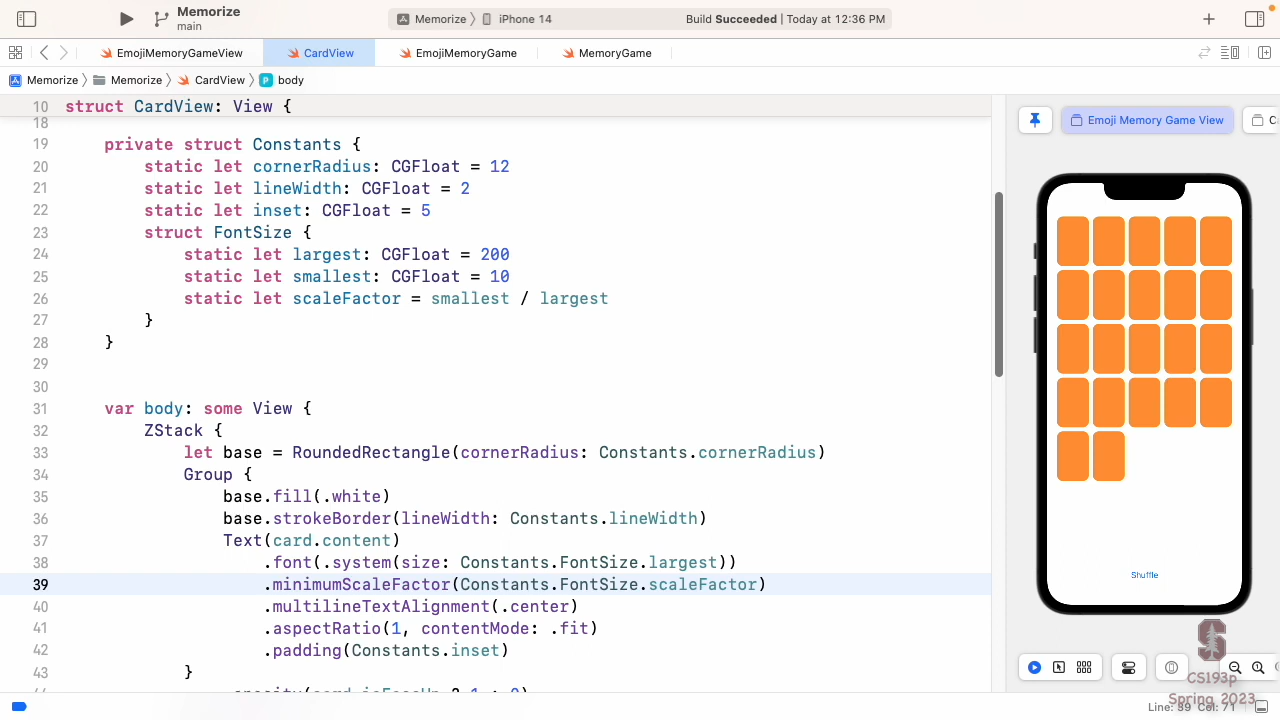 Memorize
main
Memorize 〉 iPhone 14
Build Succeeded | Today at 12:36 PM
EmojiMemoryGameView
CardView
EmojiMemoryGame
MemoryGame
Memorize 〉 Memorize 〉 CardView 〉 P body
10 struct CardView: View {
18
19 private struct Constants {
20 static let cornerRadius: CGFloat = 12
21 static let lineWidth: CGFloat = 2
22 static let inset: CGFloat = 5
23 struct FontSize {
24 static let largest: CGFloat = 200
25 static let smallest: CGFloat = 10
26 static let scaleFactor = smallest / largest
27 }
28 }
29
30
31 var body: some View {
32 ZStack {
33 let base = RoundedRectangle(cornerRadius: Constants.cornerRadius)
34 Group {
35 base.fill(.white)
36 base.strokeBorder(lineWidth: Constants.lineWidth)
37 Text(card.content)
38 .font(.system(size: Constants.FontSize.largest))
39 .minimumScaleFactor(Constants.FontSize.scaleFactor)
40 .multilineTextAlignment(.center)
41 .aspectRatio(1, contentMode: .fit)
42 .padding(Constants.inset)
43 }
44 .opacity(card.isFaceUp ? 1 : 0)
Emoji Memory Game View
Shuffle
S
CS193p
Spring 2023
Line: 39 Col: 71